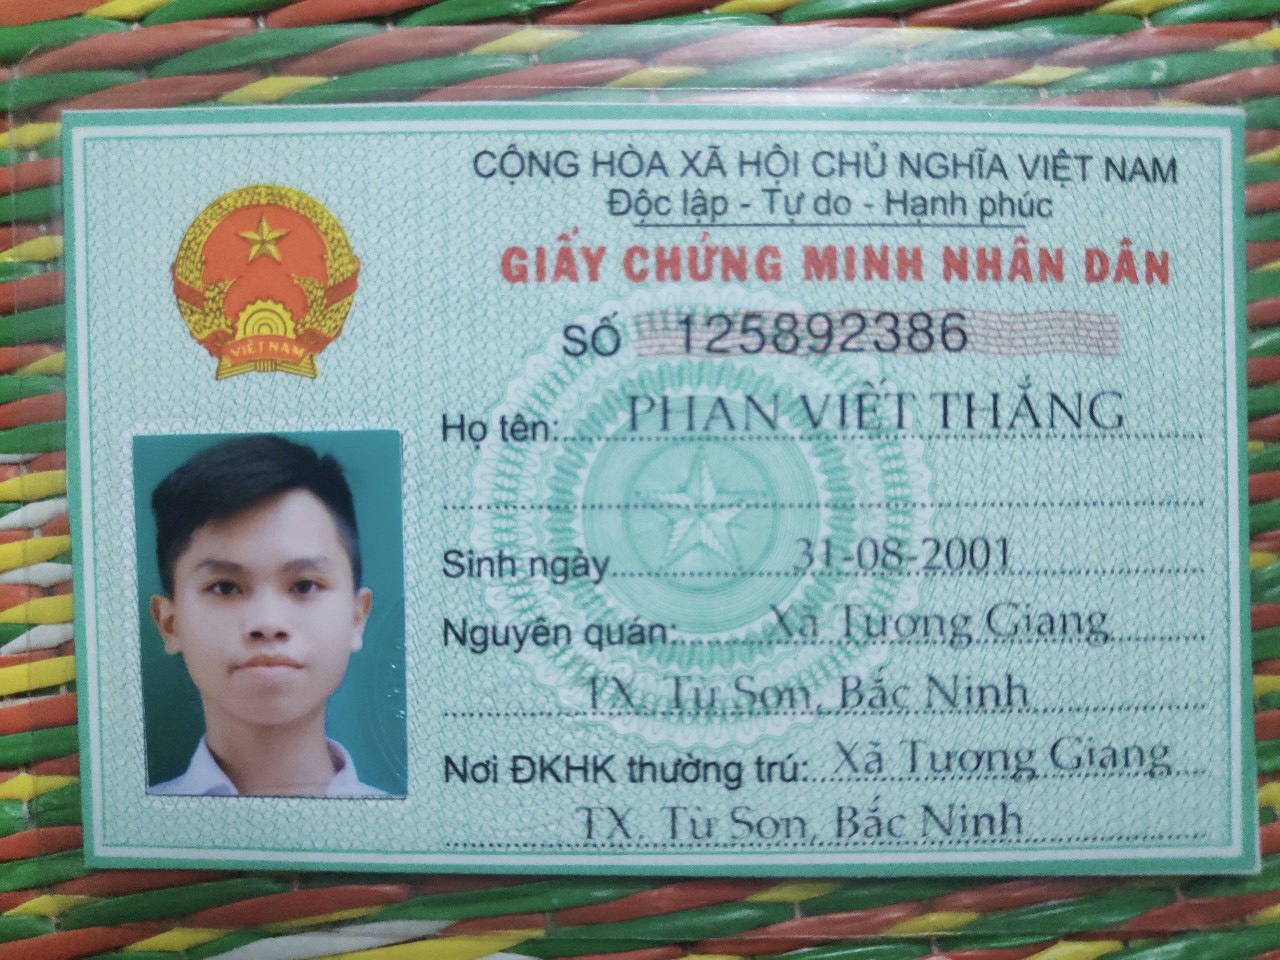 CỘNG HÒA XÃ HỘI CHỦ NGHĨA VIỆT NAM
Độc lập - Tự do - Hạnh phúc
GIẤY CHỨNG MINH NHÂN DÂN
SỐ 125892386
VIỆT NAM
Họ tên: PHAN VIẾT THẮNG
Sinh ngày 31-08-2001
Nguyên quán: Xã Tương Giang
TX. Từ Sơn, Bắc Ninh
Nơi ĐKHK thường trú: Xã Tương Giang
TX. Từ Sơn, Bắc Ninh